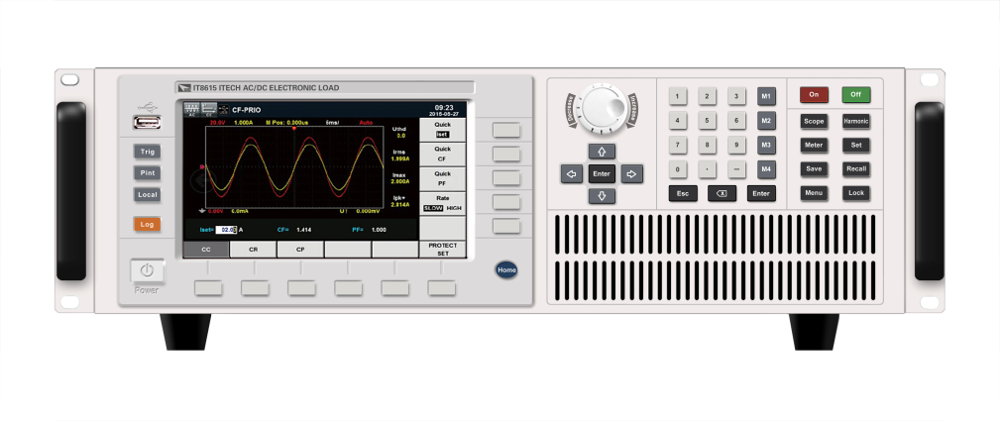 IT8615 ITECH AC/DC ELECTRONIC LOAD
CF-PRIO
09:23
2015-05-27
AC
20.0V 1.000A M Pos: 0.000us 5ms/ Auto
Uthd
0.0
Irms
1.999A
Imax
2.800A
Ipk+
2.814A
0.00V 0.0mA U↑ 0.000mV
Iset= 02.0 A CF= 1.414 PF= 1.000
Quick
Iset
Quick
CF
Quick
PF
Rate
SLOW HIGH
PROTECT
SET
CC CR CP
Trig
Pint
Local
Log
Power
Home
Decrease
Increase
Enter
1 2 3 M1
4 5 6 M2
7 8 9 M3
0 . — M4
Esc Enter
On Off
Scope Harmonic
Meter Set
Save Recall
Menu Lock